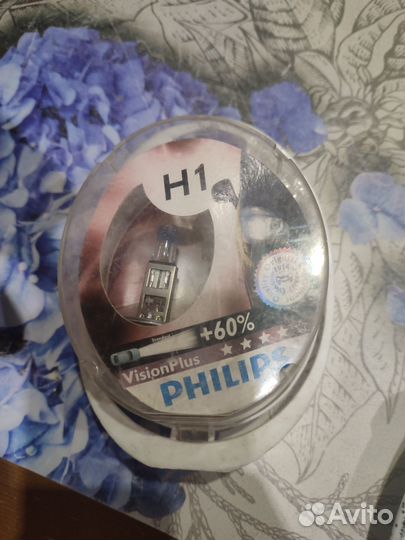 H1
+60%
VisionPlus
PHILIPS
Avito